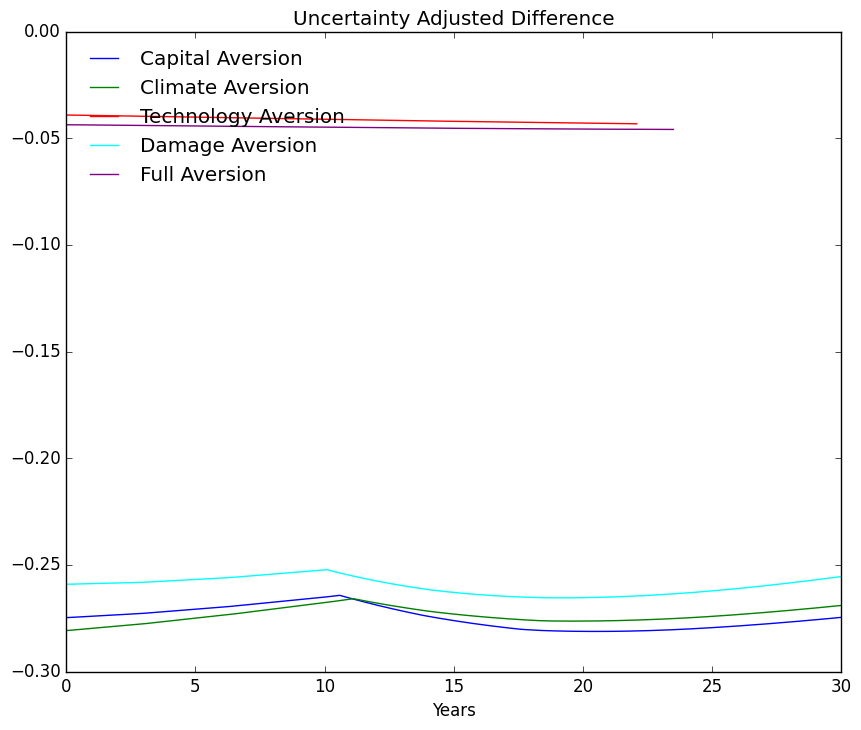 Uncertainty Adjusted Difference
0.00
Capital Aversion
Climate Aversion
Technology Aversion
−0.05
Damage Aversion
Full Aversion
−0.10
−0.15
−0.20
−0.25
−0.30
0 5 10 15 20 25 30
Years